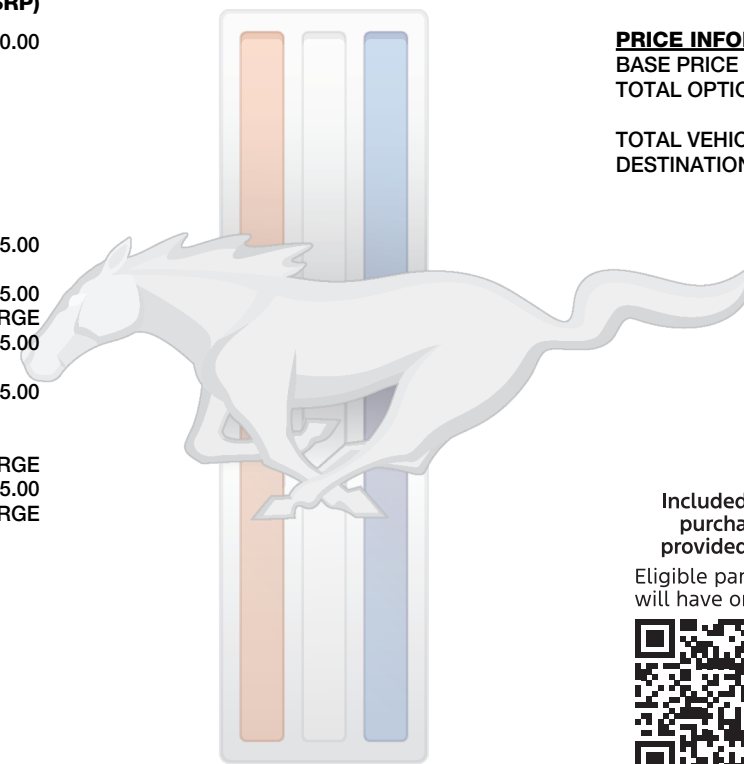 SRP)
0.00
5.00
5.00
RGE
5.00
5.00
RGE
5.00
RGE
PRICE INFO
BASE PRICE
TOTAL OPTIO
TOTAL VEHIC
DESTINATION
Included
purcha
provided
Eligible par
will have o